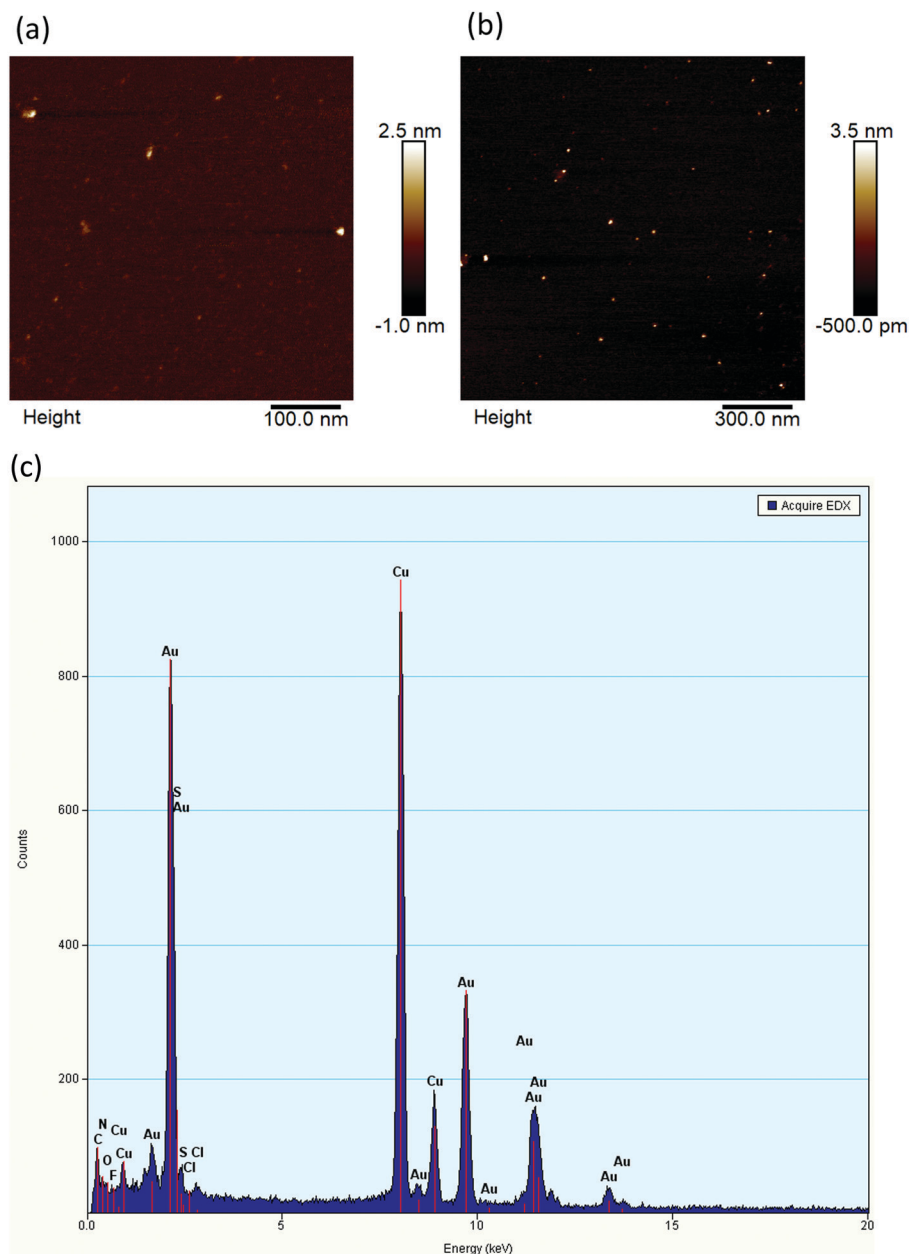 (a)
2.5 nm
-1.0 nm
Height
100.0 nm
(b)
3.5 nm
-500.0 pm
Height
300.0 nm
(c)
Acquire EDX
1000
800
600
400
200
Counts
Cu
Au
S
Au
Au
Cu
Au
Au
Au
N
Cu
C
O
Cu
F
Au
S Cl
Cl
Au
Au
Au
Au
0.0
5
10
15
20
Energy (keV)